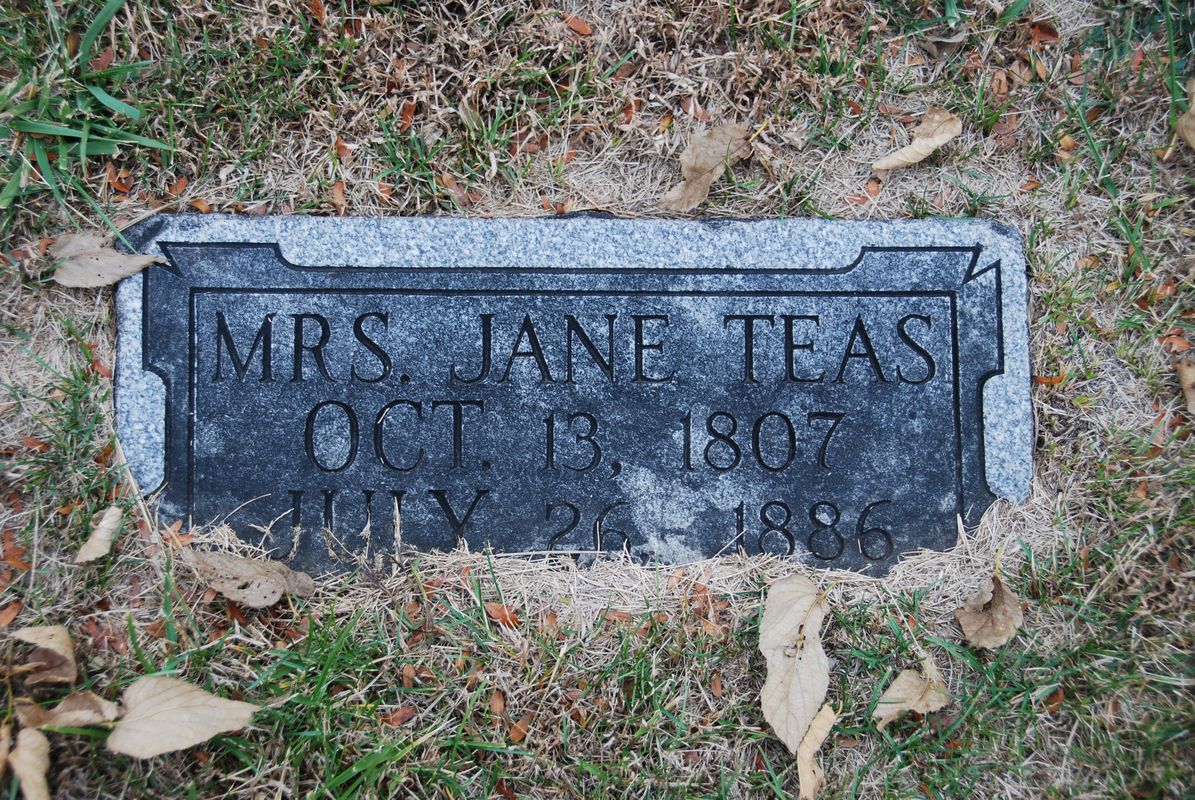 MRS. JANE TEAS
OCT. 13, 1807
JULY 26, 1886